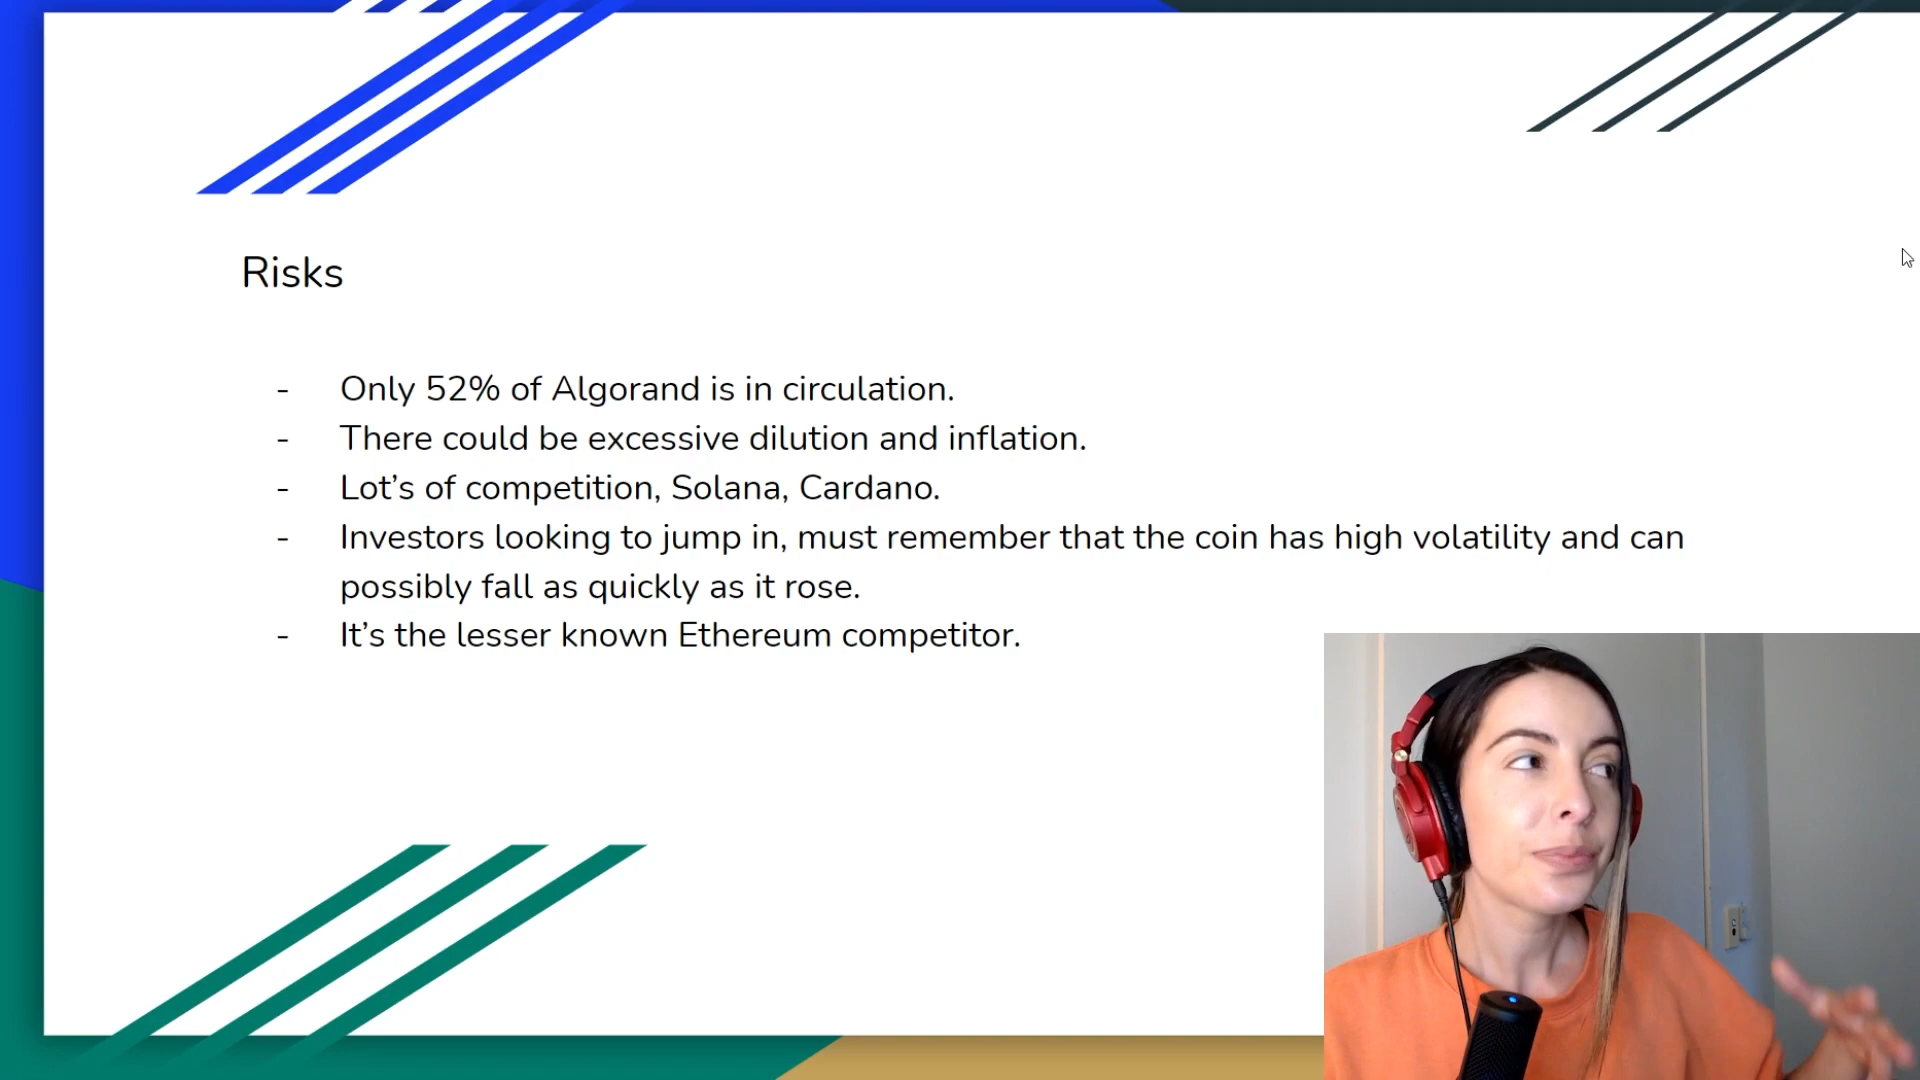 Risks
- Only 52% of Algorand is in circulation.
- There could be excessive dilution and inflation.
- Lot’s of competition, Solana, Cardano.
- Investors looking to jump in, must remember that the coin has high volatility and can
possibly fall as quickly as it rose.
- It’s the lesser known Ethereum competitor.